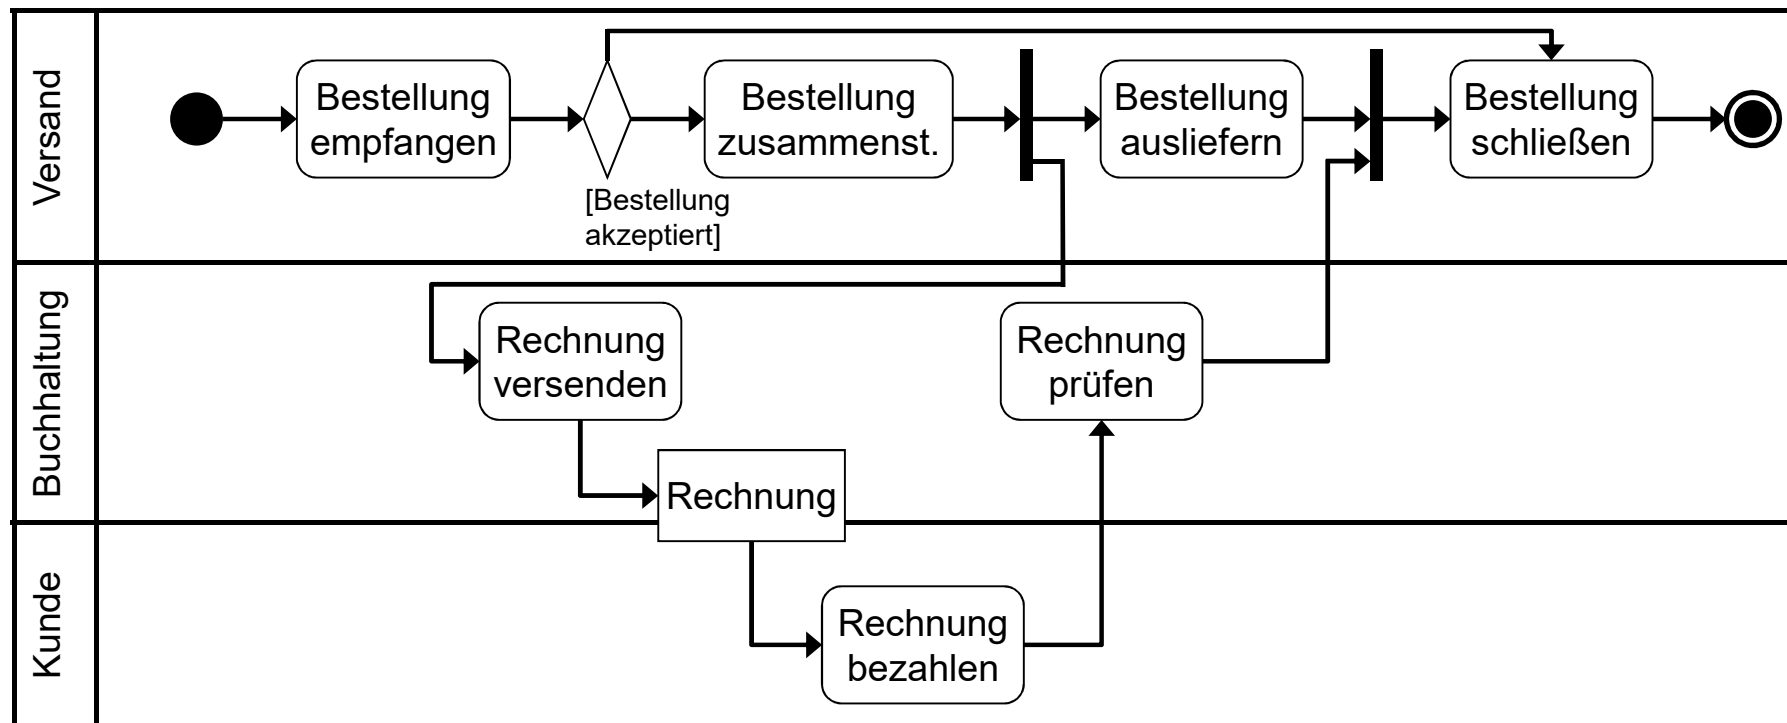 Versand
Bestellung
empfangen
Bestellung
zusammenst.
Bestellung
ausliefern
Bestellung
schließen
[Bestellung
akzeptiert]
Buchhaltung
Rechnung
versenden
Rechnung
prüfen
Rechnung
Kunde
Rechnung
bezahlen